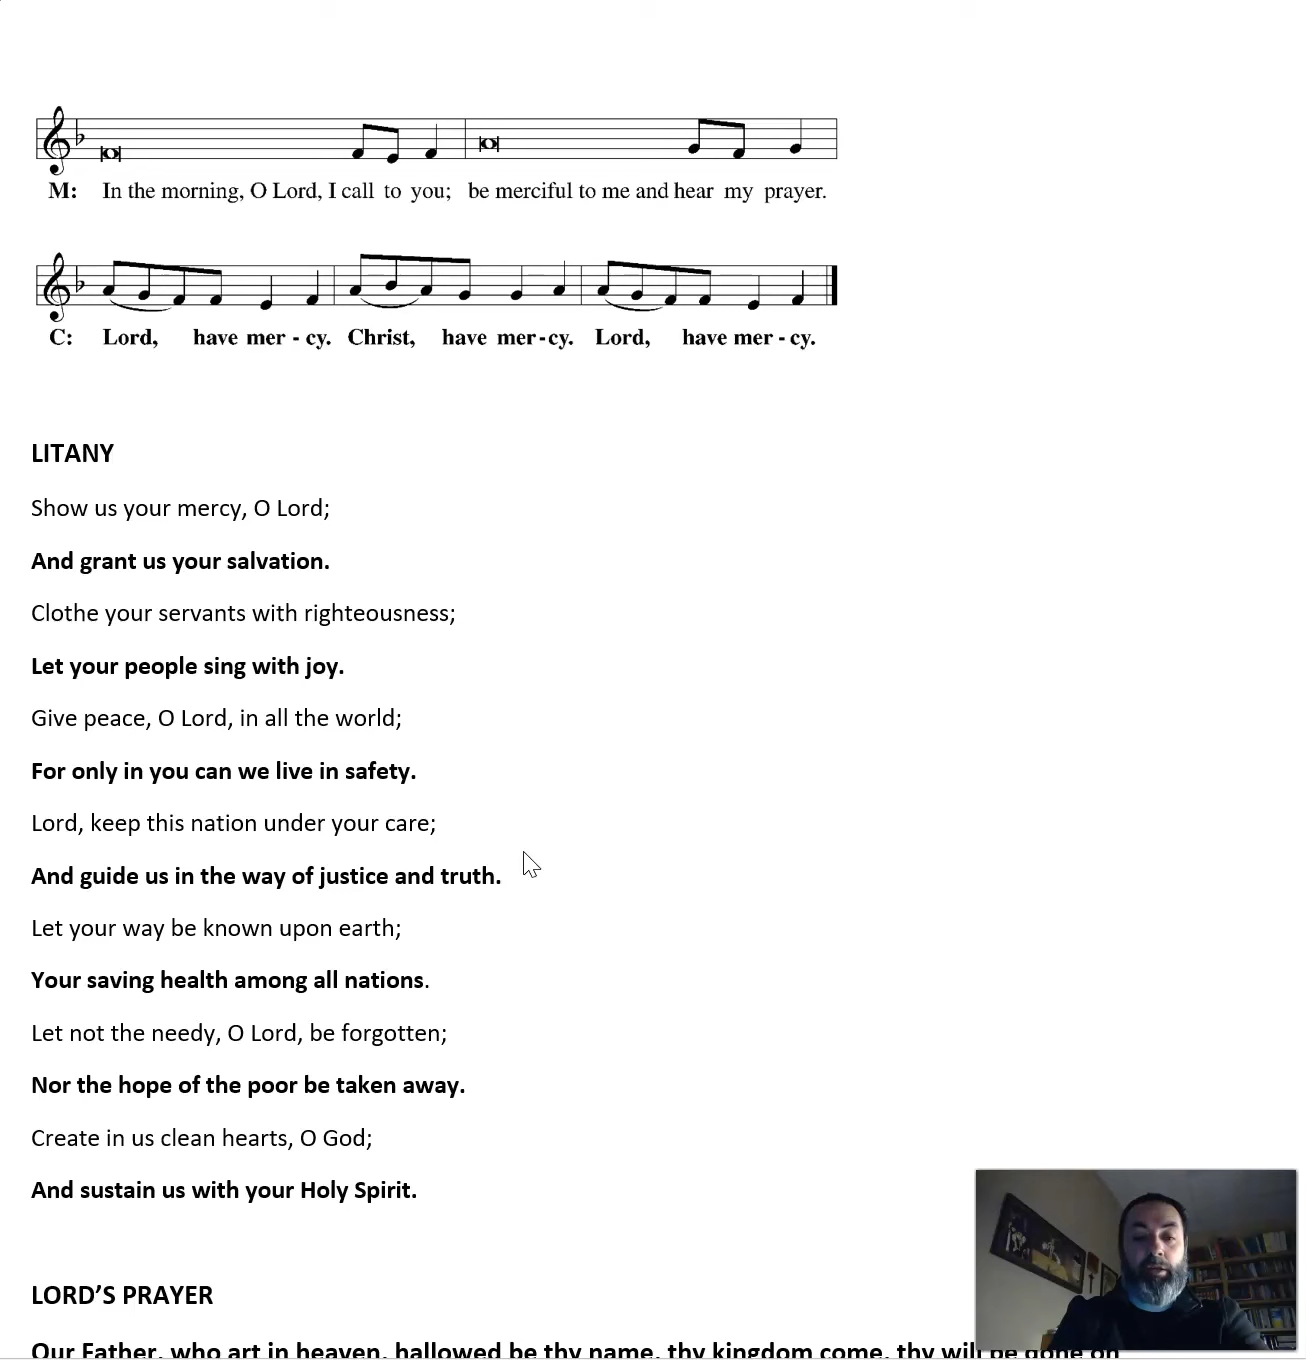 M: In the morning, O Lord, I call to you; be merciful to me and hear my prayer.
C: Lord, have mer - cy. Christ, have mer - cy. Lord, have mer - cy.
LITANY
Show us your mercy, O Lord;
And grant us your salvation.
Clothe your servants with righteousness;
Let your people sing with joy.
Give peace, O Lord, in all the world;
For only in you can we live in safety.
Lord, keep this nation under your care;
And guide us in the way of justice and truth.
Let your way be known upon earth;
Your saving health among all nations.
Let not the needy, O Lord, be forgotten;
Nor the hope of the poor be taken away.
Create in us clean hearts, O God;
And sustain us with your Holy Spirit.
LORD’S PRAYER
Our Father, who art in heaven, hallowed be thy name, thy kingdom come, thy will be done on